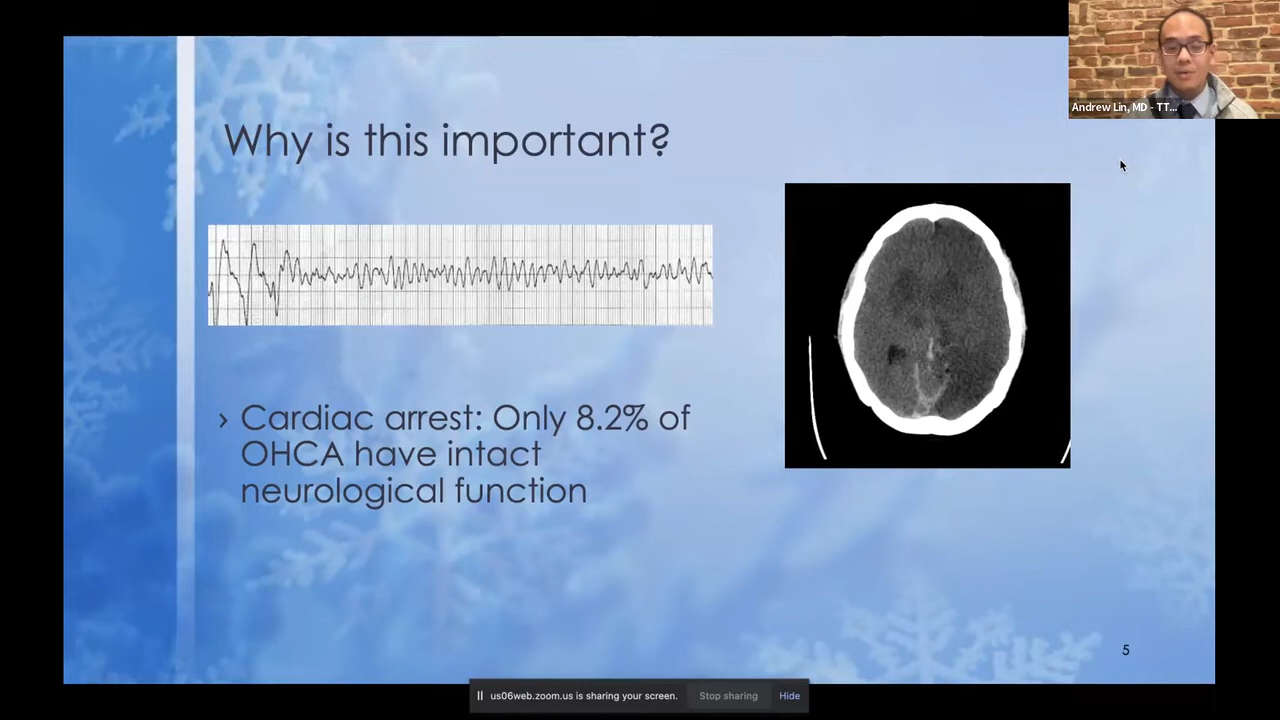 Andrew Lin, MD - TT...
Why is this important?
› Cardiac arrest: Only 8.2% of
OHCA have intact
neurological function
5
us06web.zoom.us is sharing your screen.
Stop sharing
Hide